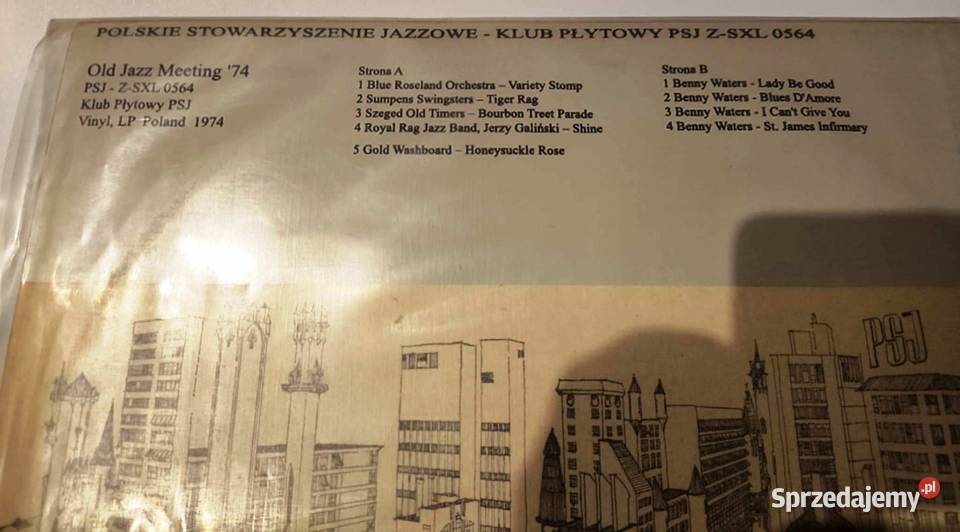 POLSKIE STOWARZYSZENIE JAZZOWE - KLUB PŁYTOWY PSJ Z-SXL 0564
Old Jazz Meeting '74
PSJ - Z-SXL 0564
Klub Płytowy PSJ
Vinyl, LP Poland 1974
Strona A
1 Blue Roseland Orchestra – Variety Stomp
2 Sumpens Swingsters – Tiger Rag
3 Szeged Old Timers – Bourbon Treet Parade
4 Royal Rag Jazz Band, Jerzy Galiński – Shine
5 Gold Washboard – Honeysuckle Rose
Strona B
1 Benny Waters - Lady Be Good
2 Benny Waters - Blues D'Amore
3 Benny Waters - I Can't Give You
4 Benny Waters - St. James Infirmary
PSJ
Sprzedajemy.pl